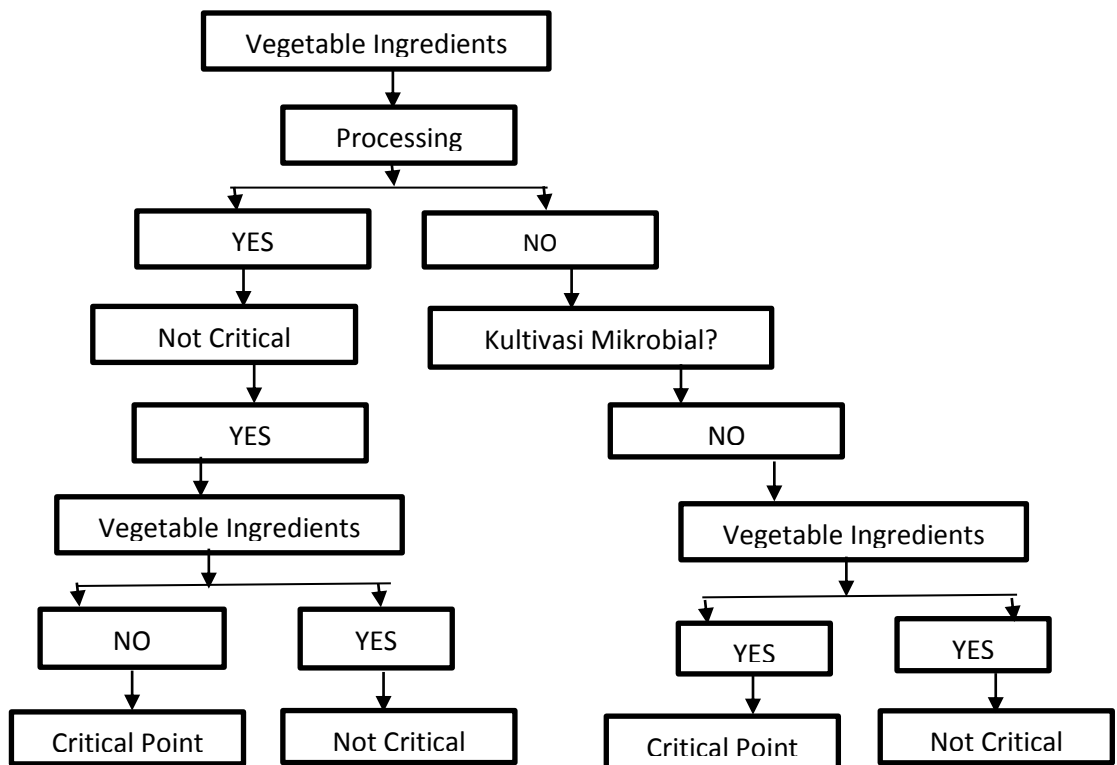 Vegetable Ingredients
Processing
YES
NO
Not Critical
Kultivasi Mikrobial?
YES
NO
Vegetable Ingredients
Vegetable Ingredients
NO
YES
YES
YES
Critical Point
Not Critical
Critical Point
Not Critical